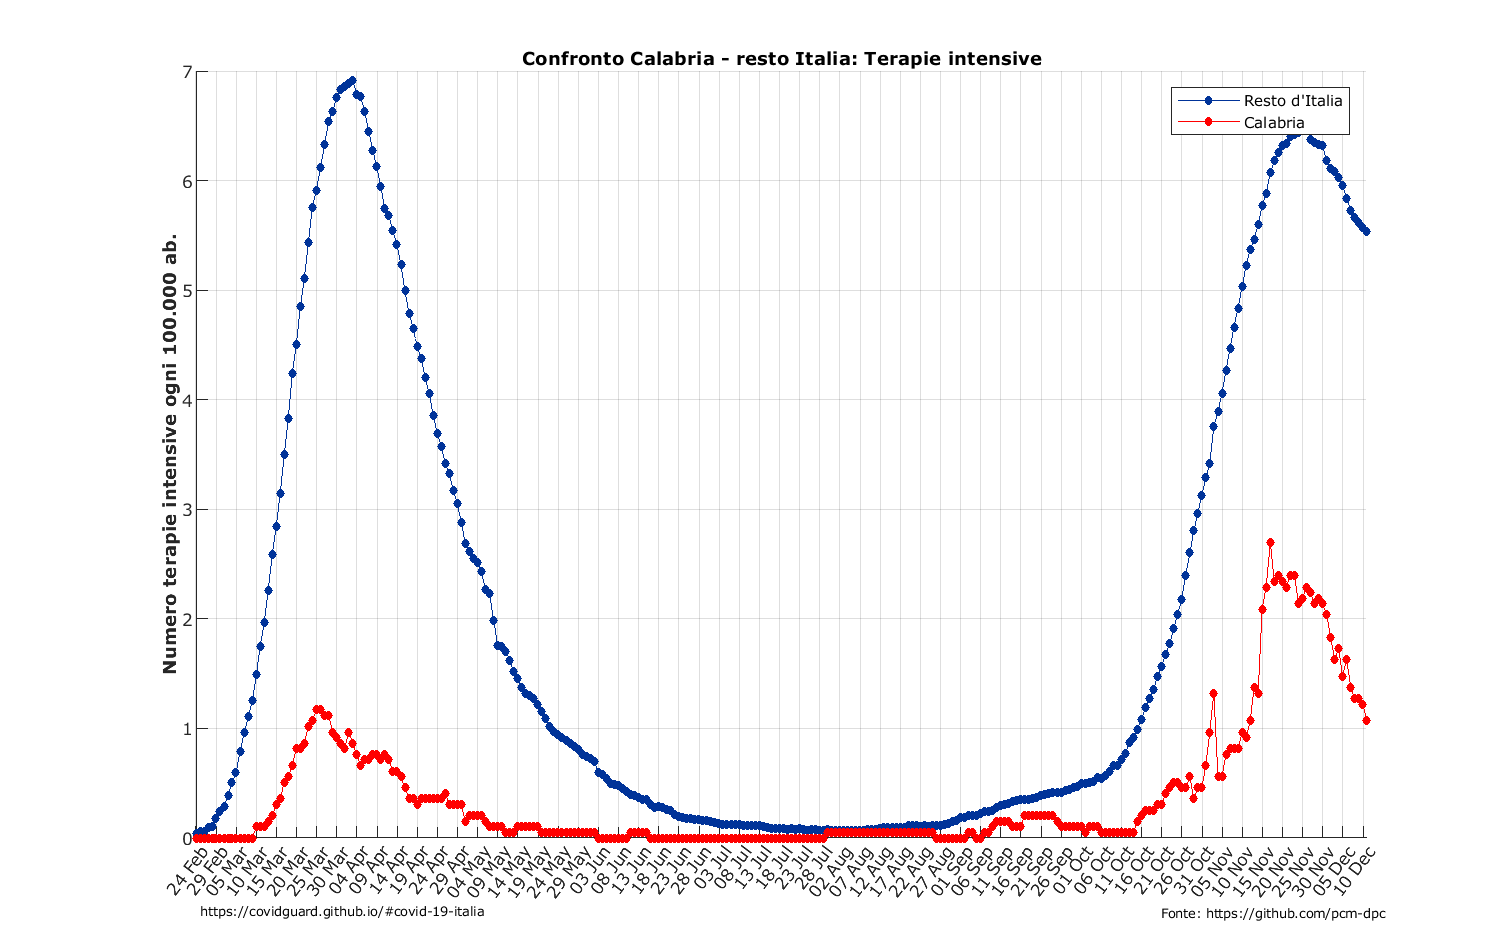 Confronto Calabria - resto Italia: Terapie intensive
Numero terapie intensive ogni 100.000 ab.
7
6
5
4
3
2
1
0
Resto d'Italia
Calabria
24 Feb
29 Feb
05 Mar
10 Mar
15 Mar
20 Mar
25 Mar
30 Mar
04 Apr
09 Apr
14 Apr
19 Apr
24 Apr
29 Apr
04 May
09 May
14 May
19 May
24 May
29 May
03 Jun
08 Jun
13 Jun
18 Jun
23 Jun
28 Jun
03 Jul
08 Jul
13 Jul
18 Jul
23 Jul
28 Jul
02 Aug
07 Aug
12 Aug
17 Aug
22 Aug
27 Aug
01 Sep
06 Sep
11 Sep
16 Sep
21 Sep
26 Sep
01 Oct
06 Oct
11 Oct
16 Oct
21 Oct
26 Oct
31 Oct
05 Nov
10 Nov
15 Nov
20 Nov
25 Nov
30 Nov
05 Dec
10 Dec
https://covidguard.github.io/#covid-19-italia
Fonte: https://github.com/pcm-dpc